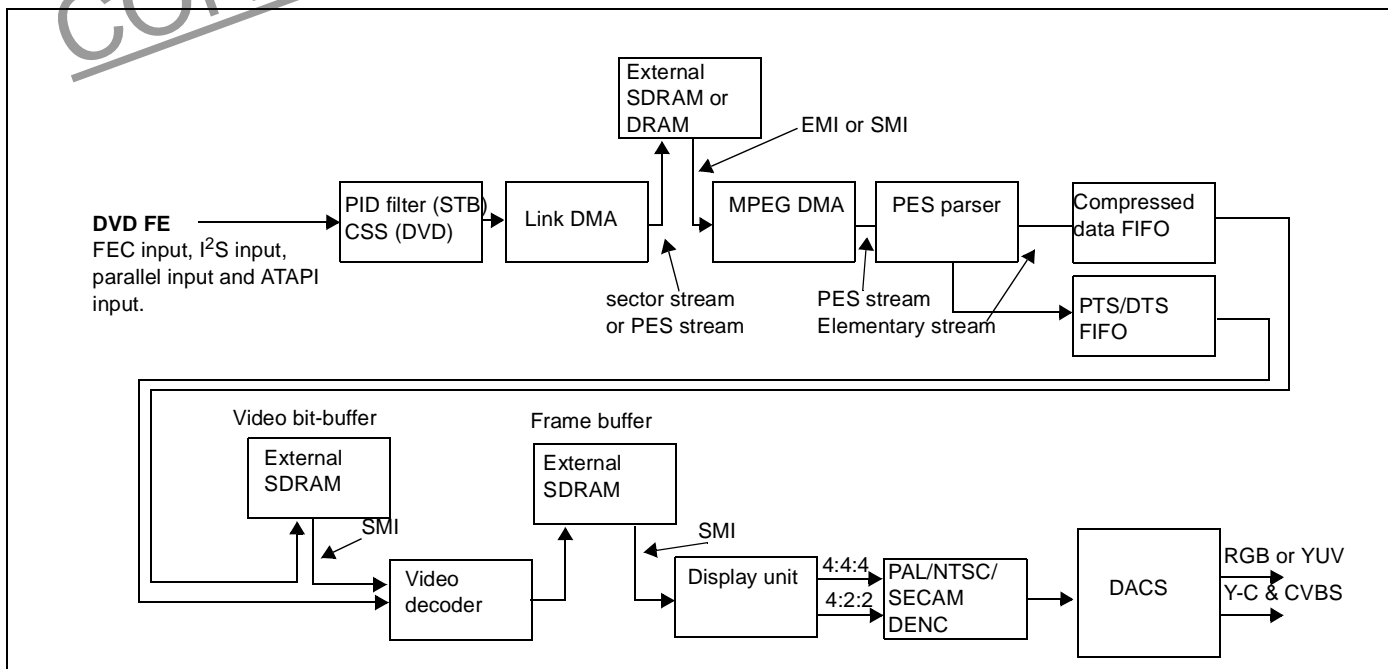 External
SDRAM or
DRAM
EMI or SMI
DVD FE
FEC input, I²S input,
parallel input and ATAPI
input.
PID filter (STB)
CSS (DVD)
Link DMA
sector stream
or PES stream
MPEG DMA
PES parser
PES stream
Elementary stream
Compressed
data FIFO
PTS/DTS
FIFO
Video bit-buffer
External
SDRAM
SMI
Video
decoder
Frame buffer
External
SDRAM
SMI
Display unit
4:4:4
4:2:2
PAL/NTSC/
SECAM
DENC
DACS
RGB or YUV
Y-C & CVBS